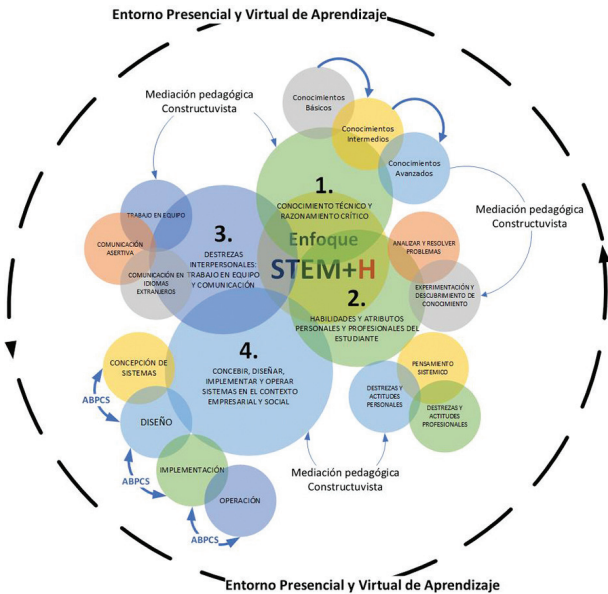 Entorno Presencial y Virtual de Aprendizaje
Mediación pedagógica
Constructuvista
Conocimientos
Básicos
Conocimientos
Intermedios
Conocimientos
Avanzados
Mediación pedagógica
Constructuvista
1.
CONOCIMIENTO TÉCNICO Y
RAZONAMIENTO CRÍTICO
Enfoque
STEM+H
2.
HABILIDADES Y ATRIBUTOS
PERSONALES Y PROFESIONALES DEL
ESTUDIANTE
ANALIZAR Y RESOLVER
PROBLEMAS
EXPERIMENTACIÓN Y
DESCUBRIMIENTO DE
CONOCIMIENTO
PENSAMIENTO
SISTEMICO
DESTREZAS Y
ACTITUDES
PERSONALES
DESTREZAS Y
ACTITUDES
PROFESIONALES
3.
DESTREZAS
INTERPERSONALES:
TRABAJO EN EQUIPO
Y COMUNICACIÓN
TRABAJO EN EQUIPO
COMUNICACIÓN
ASERTIVA
COMUNICACIÓN EN
IDIOMAS
EXTRANJEROS
4.
CONCEBIR, DISEÑAR,
IMPLEMENTAR Y OPERAR
SISTEMAS EN EL CONTEXTO
EMPRESARIAL Y SOCIAL
CONCEPCIÓN DE
SISTEMAS
ABPCS
DISEÑO
ABPCS
IMPLEMENTACIÓN
OPERACIÓN
ABPCS
Mediación pedagógica
Constructuvista
Entorno Presencial y Virtual de Aprendizaje